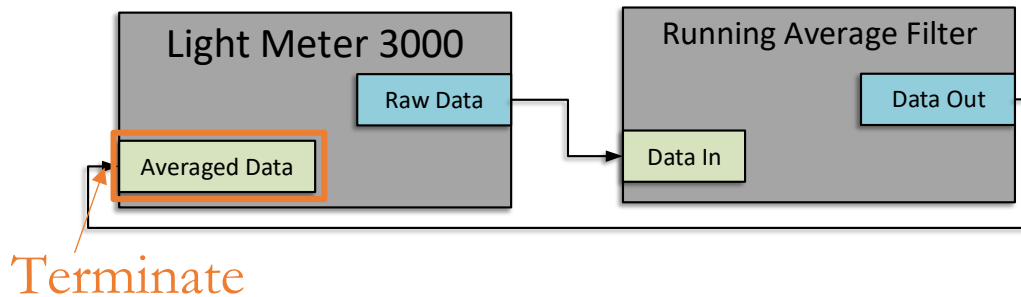 Light Meter 3000
Raw Data
Averaged Data
Running Average Filter
Data Out
Data In
Terminate